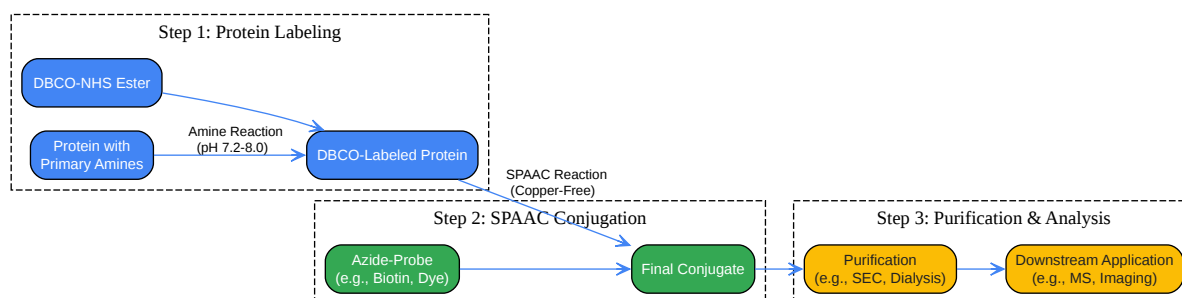 Step 1: Protein Labeling
DBCO-NHS Ester
Protein with
Primary Amines
Amine Reaction
(pH 7.2-8.0)
DBCO-Labeled Protein
SPAAC Reaction
(Copper-Free)
Step 2: SPAAC Conjugation
Azide-Probe
(e.g., Biotin, Dye)
Final Conjugate
Step 3: Purification & Analysis
Purification
(e.g., SEC, Dialysis)
Downstream Application
(e.g., MS, Imaging)